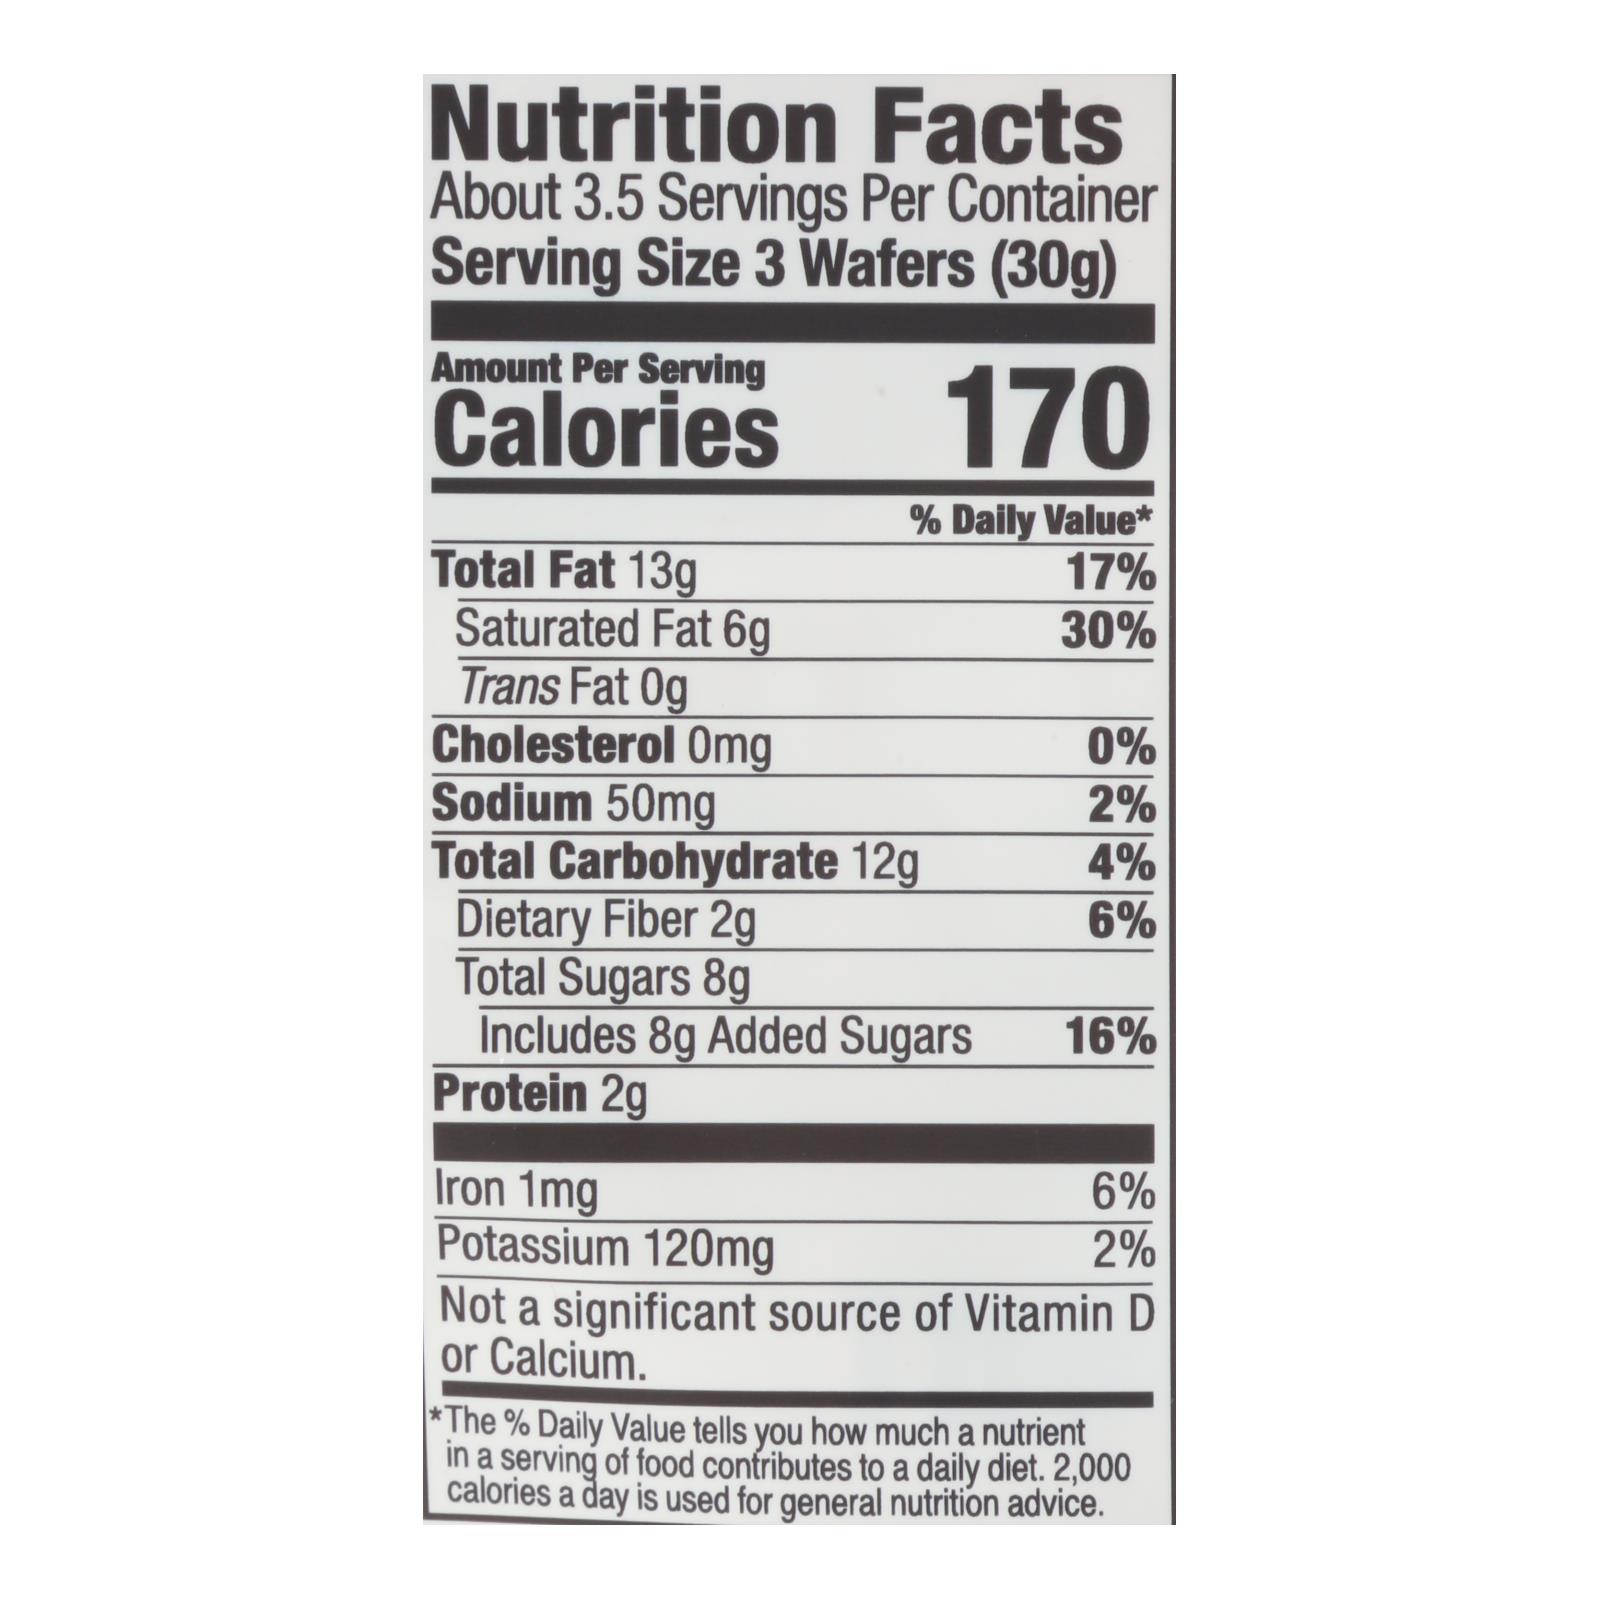 Nutrition Facts
About 3.5 Servings Per Container
Serving Size 3 Wafers (30g)
Amount Per Serving
Calories 170
% Daily Value*
Total Fat 13g 17%
Saturated Fat 6g 30%
Trans Fat 0g
Cholesterol 0mg 0%
Sodium 50mg 2%
Total Carbohydrate 12g 4%
Dietary Fiber 2g 6%
Total Sugars 8g
Includes 8g Added Sugars 16%
Protein 2g
Iron 1mg 6%
Potassium 120mg 2%
Not a significant source of Vitamin D
or Calcium.
*The % Daily Value tells you how much a nutrient
in a serving of food contributes to a daily diet. 2,000
calories a day is used for general nutrition advice.